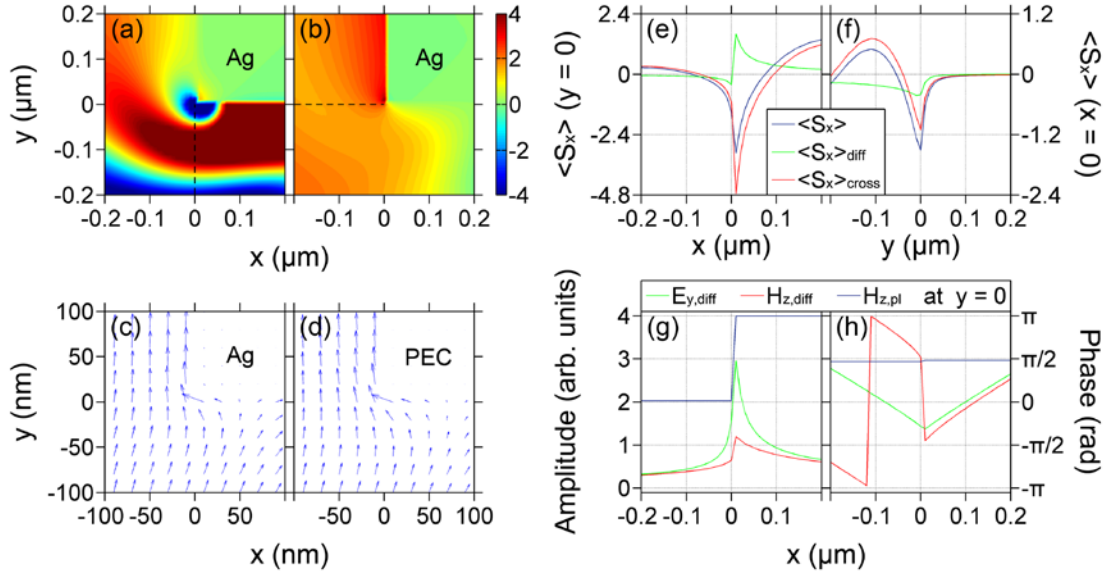 0.2
0.1
0
-0.1
-0.2
y (µm)
(a)
Ag
(b)
Ag
4
2
0
-2
-4
-0.2 -0.1 0 0.1 -0.2 -0.1 0 0.1
x (µm)
<Sx> (y = 0)
2.4
0
-2.4
-4.8
(e)
(f)
1.2
0
-1.2
-2.4
<Sx> (x = 0)
<Sx>
<Sx>diff
<Sx>cross
-0.2 -0.1 0 0.1 -0.2 -0.1 0 0.1 0.2
x (µm)
y (µm)
100
50
0
-50
-100
y (nm)
(c)
Ag
(d)
PEC
-100 -50 0 50 -100 -50 0 50 100
x (nm)
Ey,diff Hz,diff Hz,pl at y = 0
Amplitude (arb. units)
4
3
2
1
0
(g)
(h)
π
π/2
0
-π/2
-π
Phase (rad)
-0.2 -0.1 0 0.1 -0.2 -0.1 0 0.1 0.2
x (µm)